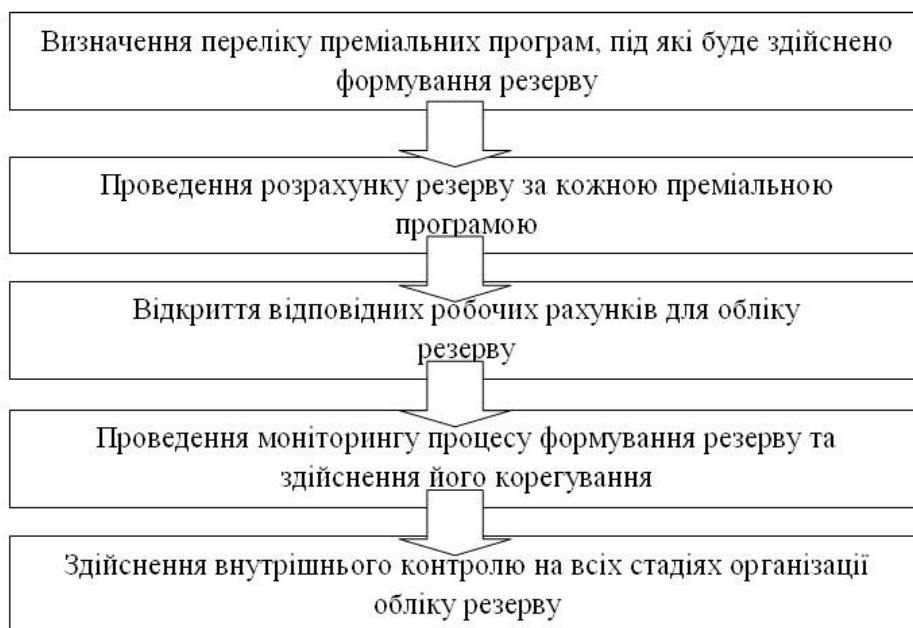 Визначення переліку преміальних програм, під які буде здійснено
формування резерву
Проведення розрахунку резерву за кожною преміальною
програмою
Відкриття відповідних робочих рахунків для обліку
резерву
Проведення моніторингу процесу формування резерву та
здійснення його корегування
Здійснення внутрішнього контролю на всіх стадіях організації
обліку резерву